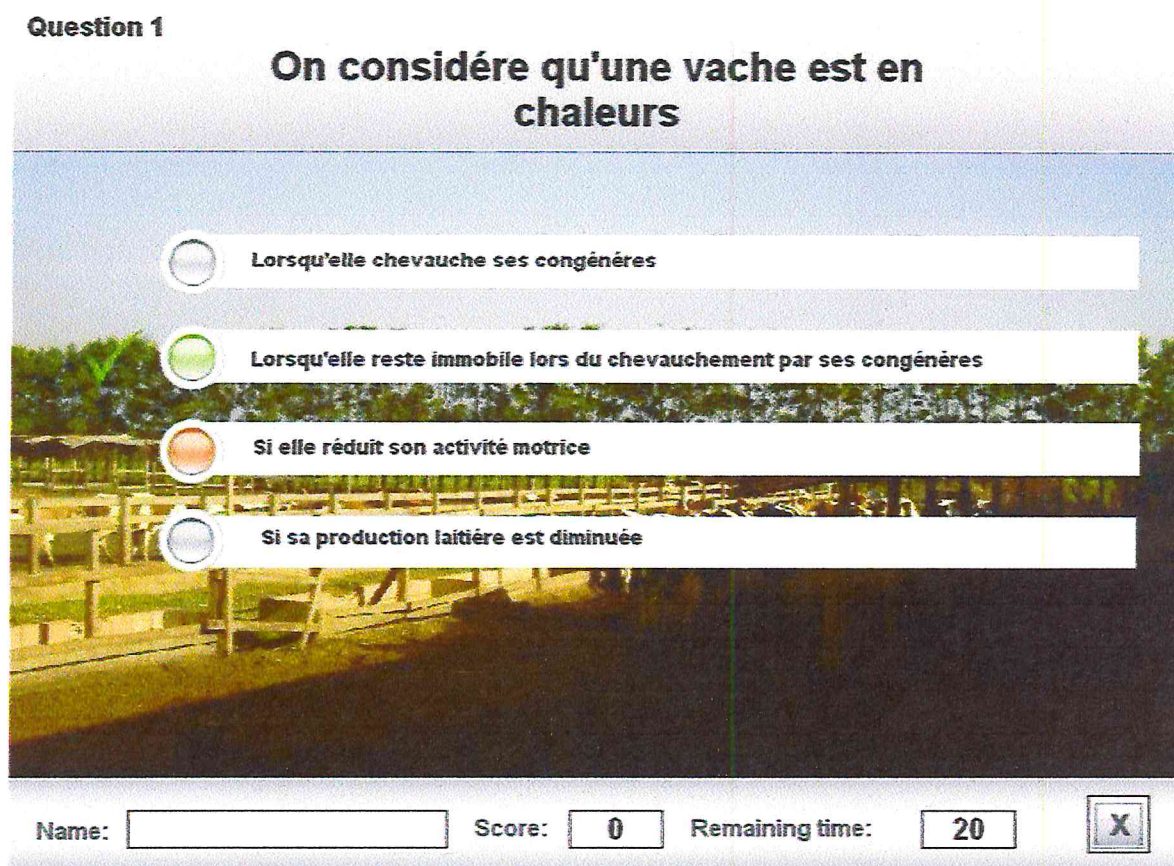 Question 1
On considére qu'une vache est en
chaleurs
Lorsqu'elle chevauche ses congénéres
Lorsqu'elle reste immobile lors du chevauchement par ses congénéres
Si elle réduit son activité motrice
Si sa production laitiére est diminuée
Name:
Score: 0
Remaining time: 20
X